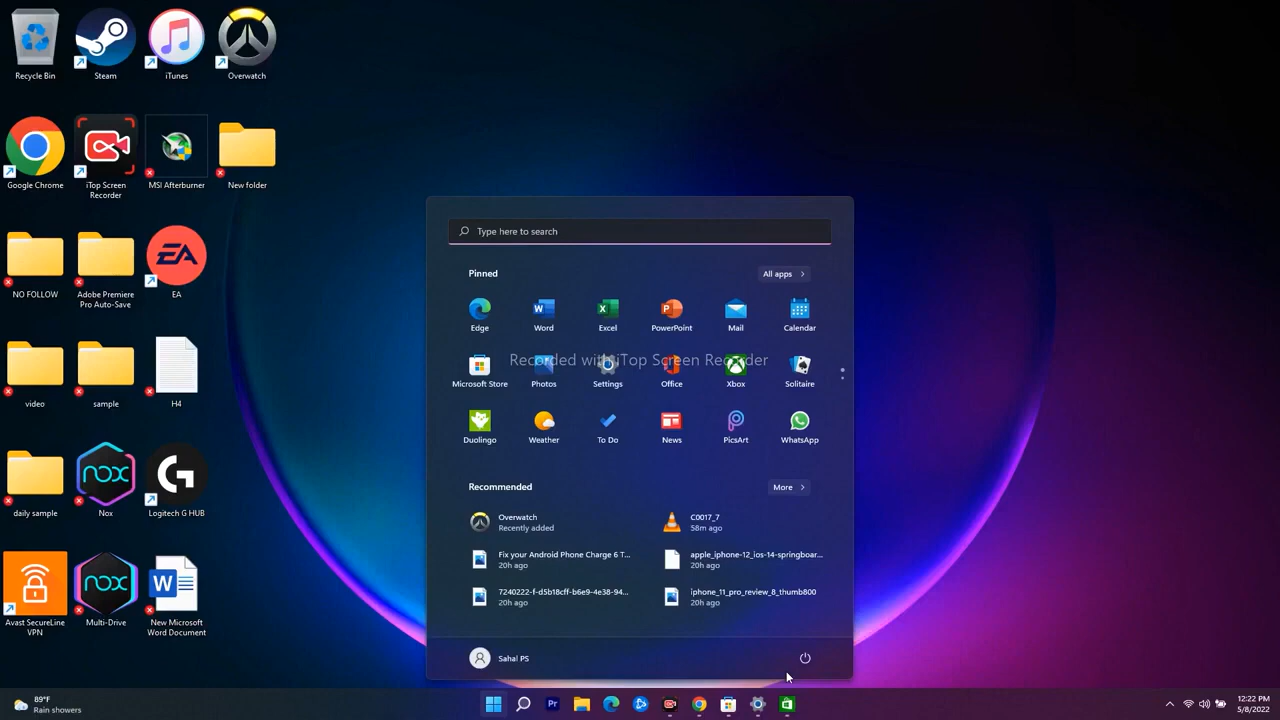 Recycle Bin
Steam
iTunes
Overwatch
Google Chrome
iTop Screen
Recorder
MSI Afterburner
New folder
NO FOLLOW
Adobe Premiere
Pro Auto-Save
EA
EA
video
sample
H4
daily sample
nox
Nox
Logitech G HUB
Avast SecureLine
VPN
nox
Multi-Drive
W
New Microsoft
Word Document
Type here to search
Pinned
All apps
Edge
Word
Excel
PowerPoint
Mail
Calendar
Recorded with iTop Screen Recorder
Microsoft Store
Photos
Settings
Office
Xbox
Solitaire
Duolingo
Weather
To Do
News
PicsArt
WhatsApp
Recommended
More
Overwatch
Recently added
C0017_7
58m ago
Fix your Android Phone Charge 6 T...
20h ago
apple_iphone-12_ios-14-springboar...
20h ago
7240222-f-d5b18cff-b6e9-4e38-94...
20h ago
iphone_11_pro_review_8_thumb800
20h ago
Sahal PS
89°F
Rain showers
Pr
12:22 PM
5/8/2022